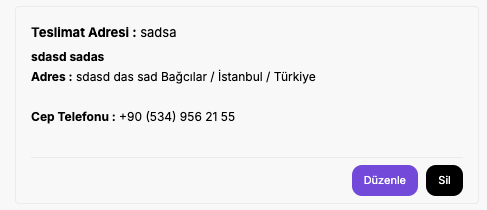 Teslimat Adresi : sadsa
sdasd sadas
Adres : sdasd das sad Bağcılar / İstanbul / Türkiye
Cep Telefonu : +90 (534) 956 21 55
Düzenle Sil